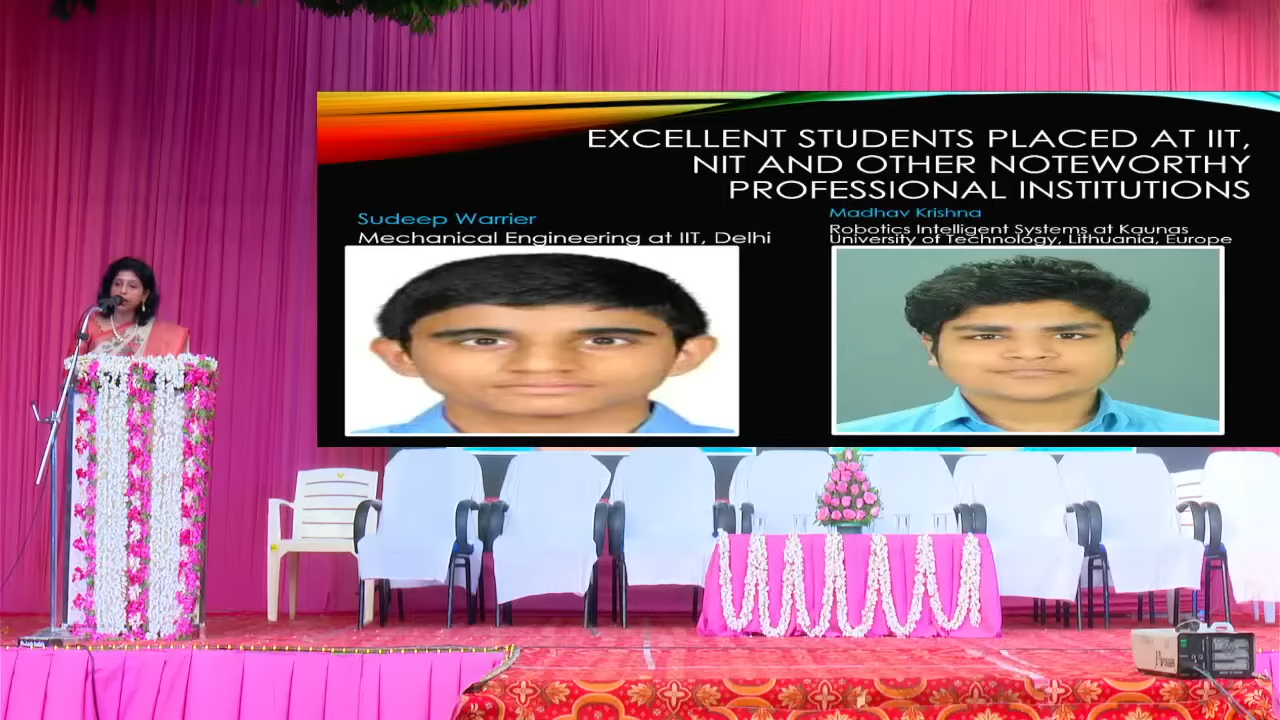 EXCELLENT STUDENTS PLACED AT IIT,
NIT AND OTHER NOTEWORTHY
PROFESSIONAL INSTITUTIONS
Sudeep Warrier
Mechanical Engineering at IIT, Delhi
Madhav Krishna
Robotics Intelligent Systems at Kaunas
University of Technology, Lithuania, Europe